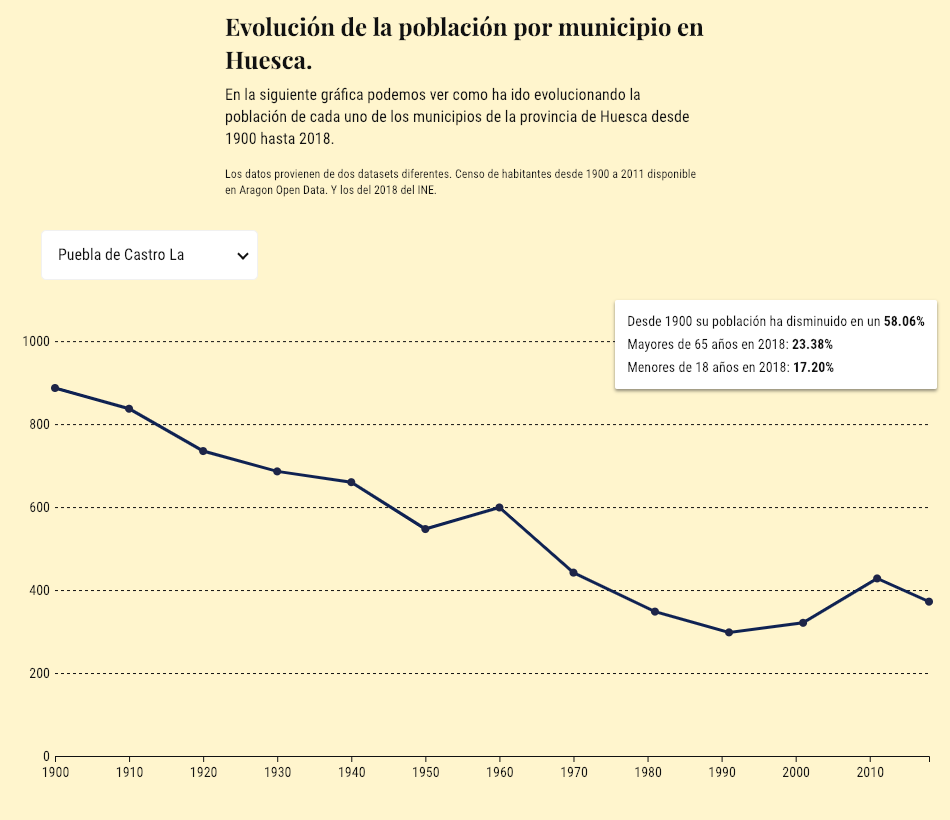 Evolución de la población por municipio en
Huesca.
En la siguiente gráfica podemos ver como ha ido evolucionando la
población de cada uno de los municipios de la provincia de Huesca desde
1900 hasta 2018.
Los datos provienen de dos datasets diferentes. Censo de habitantes desde 1900 a 2011 disponible
en Aragon Open Data. Y los del 2018 del INE.
Puebla de Castro La
Desde 1900 su población ha disminuido en un 58.06%
Mayores de 65 años en 2018: 23.38%
Menores de 18 años en 2018: 17.20%
1000
800
600
400
200
0
1900 1910 1920 1930 1940 1950 1960 1970 1980 1990 2000 2010